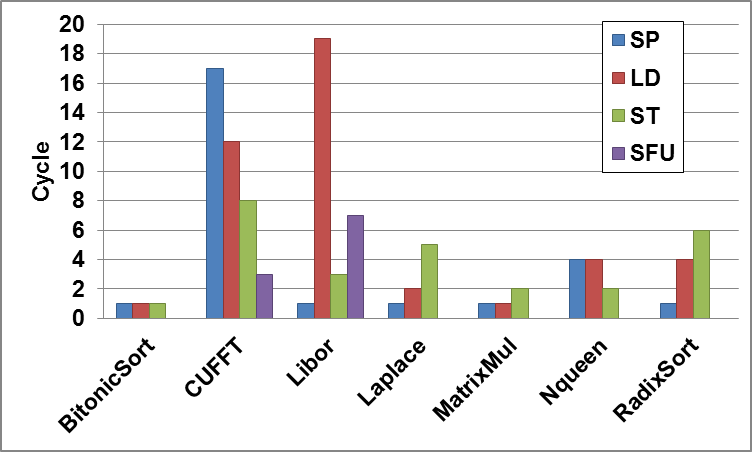 Cycle
20
18
16
14
12
10
8
6
4
2
0
SP
LD
ST
SFU
BitonicSort
CUFFT
Libor
Laplace
MatrixMul
Nqueen
RadixSort